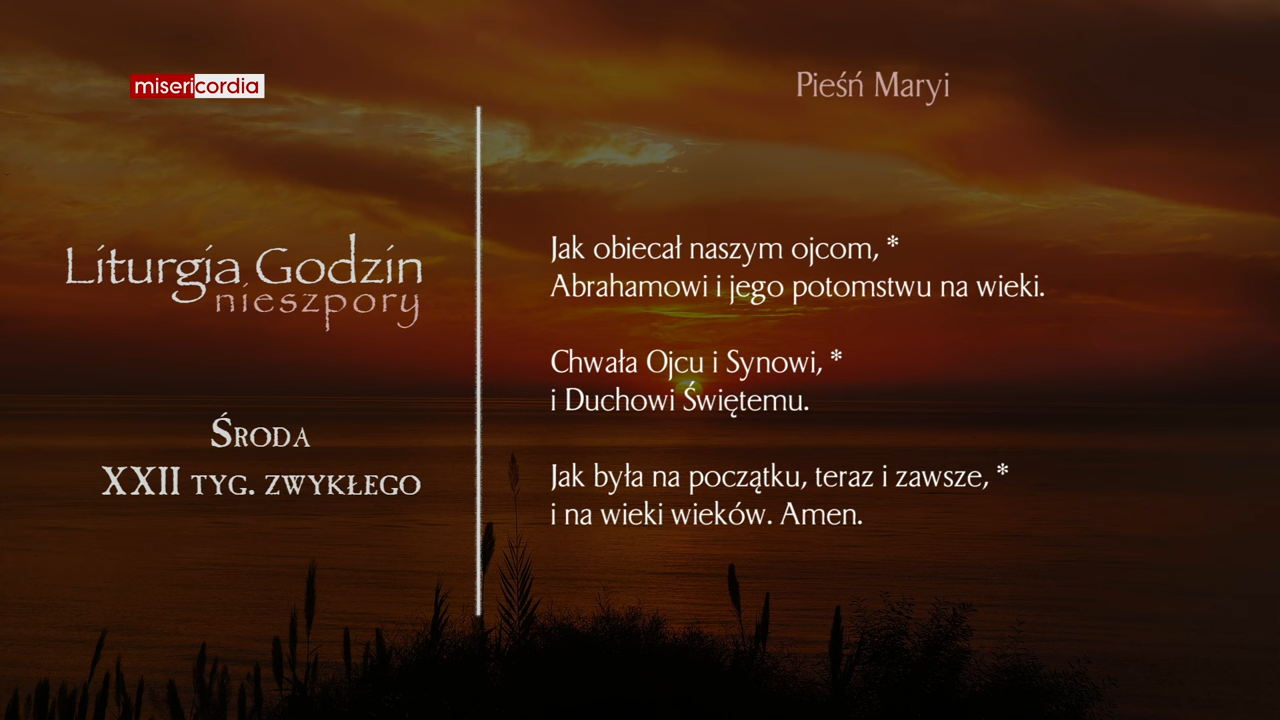 misericordia
Pieśń Maryi
Liturgia Godzin
nieszpory
Środa
XXII tyg. zwykłego
Jak obiecał naszym ojcom, *
Abrahamowi i jego potomstwu na wieki.
Chwała Ojcu i Synowi, *
i Duchowi Świętemu.
Jak była na początku, teraz i zawsze, *
i na wieki wieków. Amen.